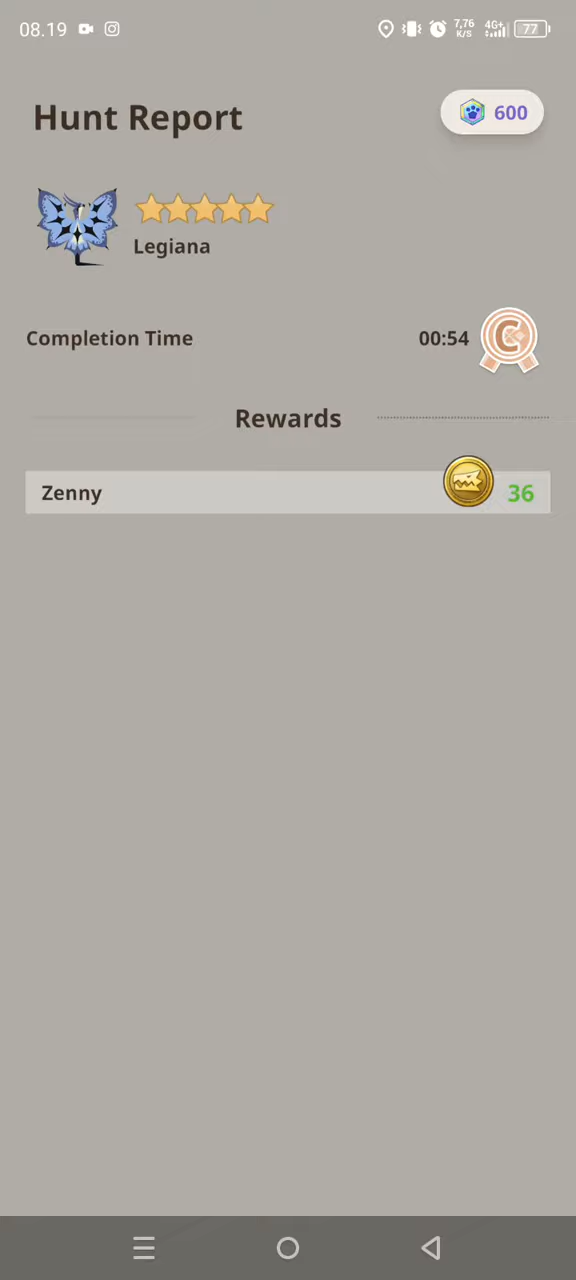 08.19
7,76
K/S
4G+
77
Hunt Report
600
Legiana
Completion Time
00:54
C
Rewards
Zenny
36